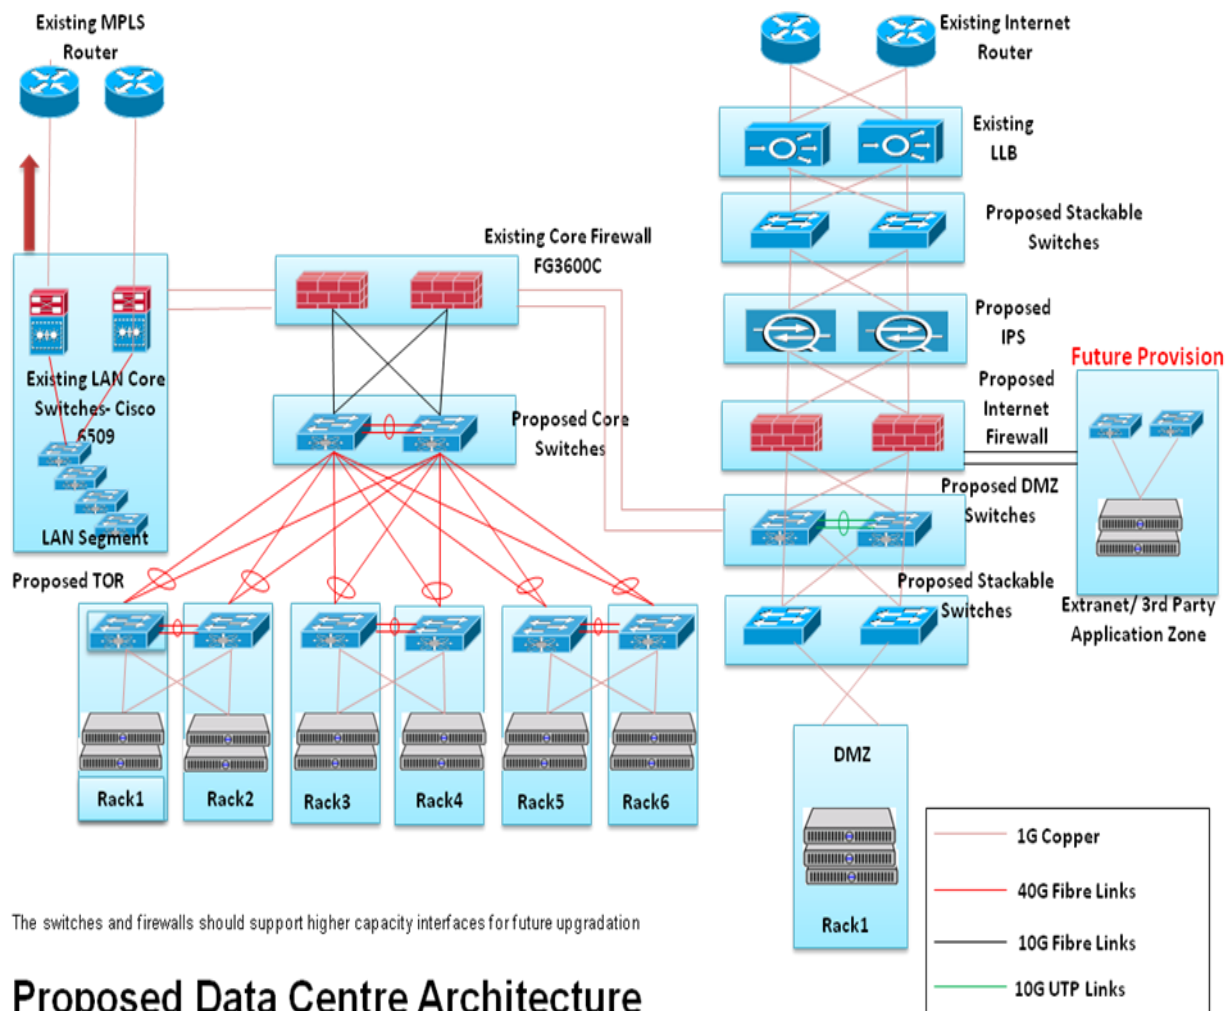 Existing MPLS
Router
Existing Internet
Router
Existing
LLB
Proposed Stackable
Switches
Existing Core Firewall
FG3600C
Proposed
IPS
Future Provision
Existing LAN Core
Switches- Cisco
6509
Proposed Core
Switches
Proposed
Internet
Firewall
Proposed DMZ
Switches
LAN Segment
Proposed TOR
Proposed Stackable
Switches
Extranet/ 3rd Party
Application Zone
DMZ
Rack1
Rack2
Rack3
Rack4
Rack5
Rack6
Rack1
1G Copper
40G Fibre Links
10G Fibre Links
10G UTP Links
The switches and firewalls should support higher capacity interfaces for future upgradation
Proposed Data Centre Architecture